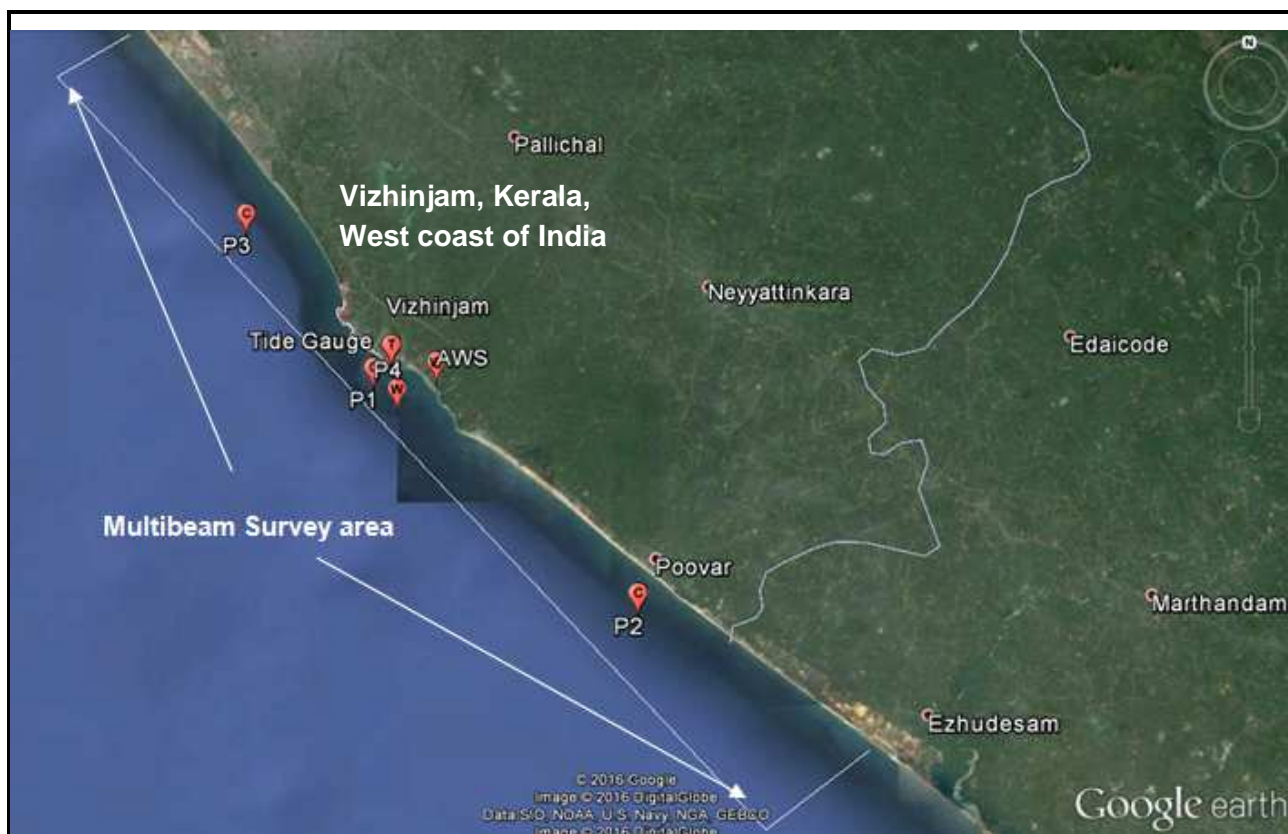 N
Pallichal
Vizhinjam, Kerala,
West coast of India
C
P3
Neyyattinkara
Vizhinjam
Tide Gauge
T
Edaicode
AWS
P4
P1
W
Multibeam Survey area
Poovar
C
P2
Marthandam
Ezhudesam
© 2016 Google
Image © 2016 DigitalGlobe
Data SIO, NOAA, U.S. Navy, NGA, GEBCO
Image © 2016 DigitalGlobe
Google earth